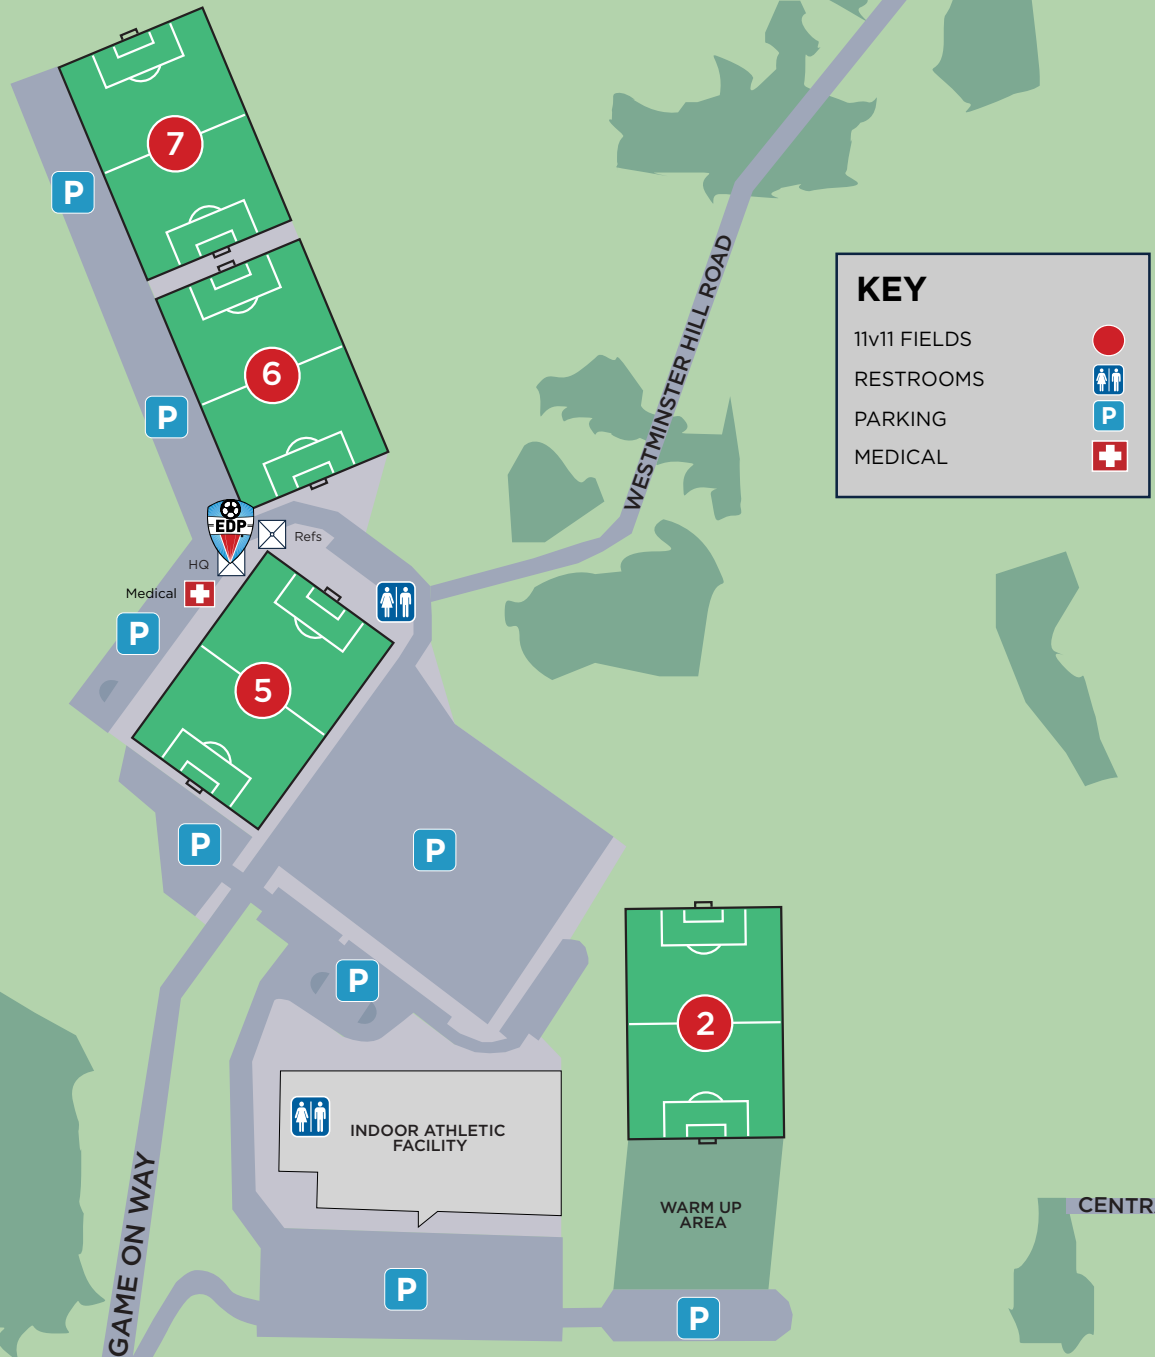 7
P
WESTMINSTER HILL ROAD
KEY
11v11 FIELDS
RESTROOMS
PARKING
P
MEDICAL
6
P
EDP
Refs
HQ
Medical
P
5
P
P
P
2
INDOOR ATHLETIC
FACILITY
WARM UP
AREA
CENTR
GAME ON WAY
P
P